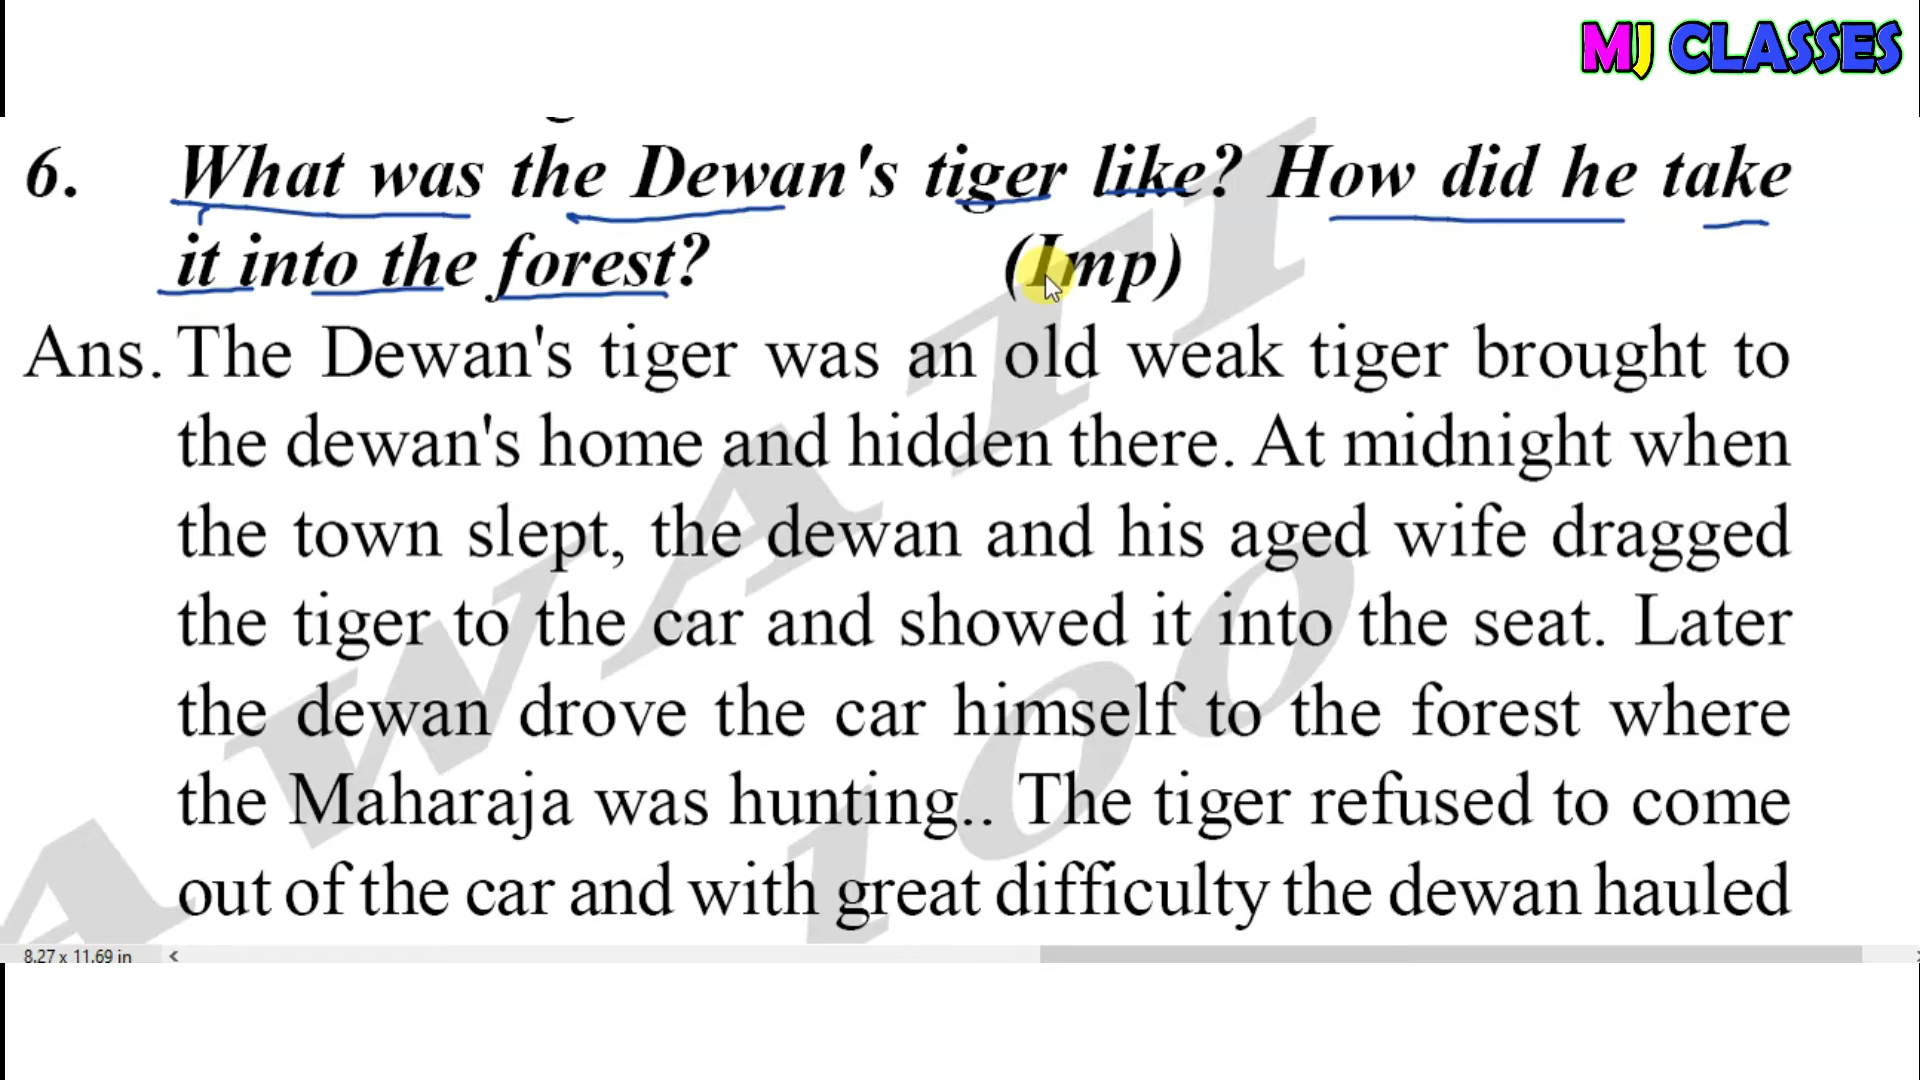 MJ CLASSES
6. What was the Dewan's tiger like? How did he take
it into the forest? (Imp)
Ans. The Dewan's tiger was an old weak tiger brought to
the dewan's home and hidden there. At midnight when
the town slept, the dewan and his aged wife dragged
the tiger to the car and showed it into the seat. Later
the dewan drove the car himself to the forest where
the Maharaja was hunting.. The tiger refused to come
out of the car and with great difficulty the dewan hauled
8.27 x 11.69 in